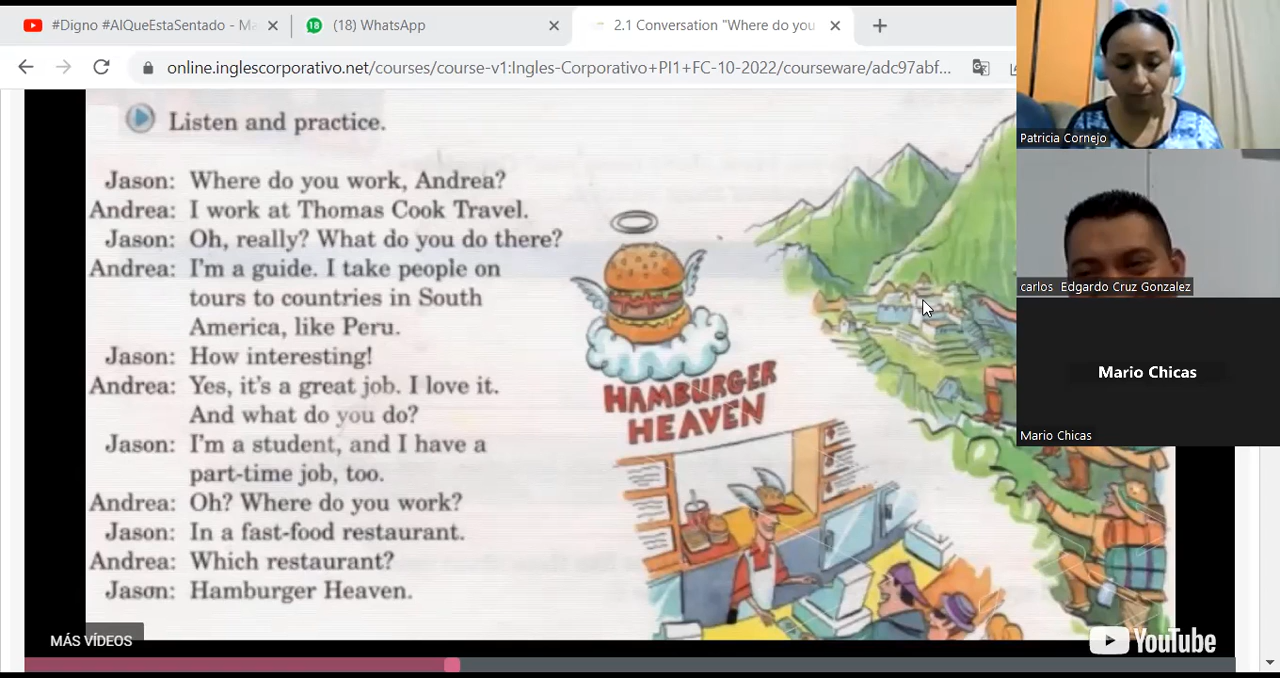 #Digno #AlQueEstaSentado - Ma
(18) WhatsApp
2.1 Conversation "Where do you
online.inglescorporativo.net/courses/course-v1:Ingles-Corporativo+PI1+FC-10-2022/courseware/adc97abf...
Listen and practice.
Jason: Where do you work, Andrea?
Andrea: I work at Thomas Cook Travel.
Jason: Oh, really? What do you do there?
Andrea: I'm a guide. I take people on
tours to countries in South
America, like Peru.
Jason: How interesting!
Andrea: Yes, it's a great job. I love it.
And what do you do?
Jason: I'm a student, and I have a
part-time job, too.
Andrea: Oh? Where do you work?
Jason: In a fast-food restaurant.
Andrea: Which restaurant?
Jason: Hamburger Heaven.
HAMBURGER
HEAVEN
MÁS VÍDEOS
YouTube
Patricia Cornejo
carlos Edgardo Cruz Gonzalez
Mario Chicas
Mario Chicas